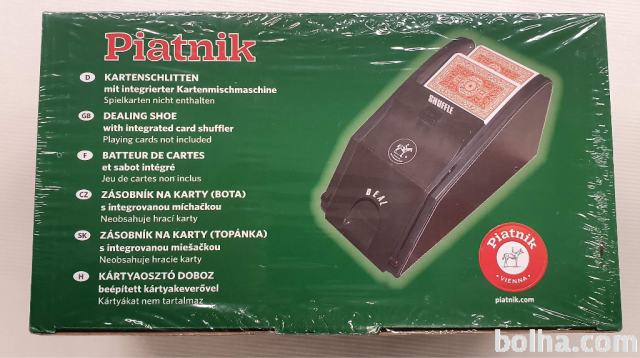 Piatnik
D KARTENSCHLITTEN
mit integrierter Kartenmischmaschine
Spielkarten nicht enthalten
GB DEALING SHOE
with integrated card shuffler
Playing cards not included
F BATTEUR DE CARTES
et sabot intégré
Jeu de cartes non inclus
CZ ZÁSOBNÍK NA KARTY (BOTA)
s integrovanou míchačkou
Neobsahuje hrací karty
SK ZÁSOBNÍK NA KARTY (TOPÁNKA)
s integrovanou miešačkou
Neobsahuje hracie karty
H KÁRTYAOSZTÓ DOBOZ
beépített kártyakeverővel
Kártyákat nem tartalmaz
SHUFFLE
DEAL
Piatnik
• VIENNA •
piatnik.com
bolha.com